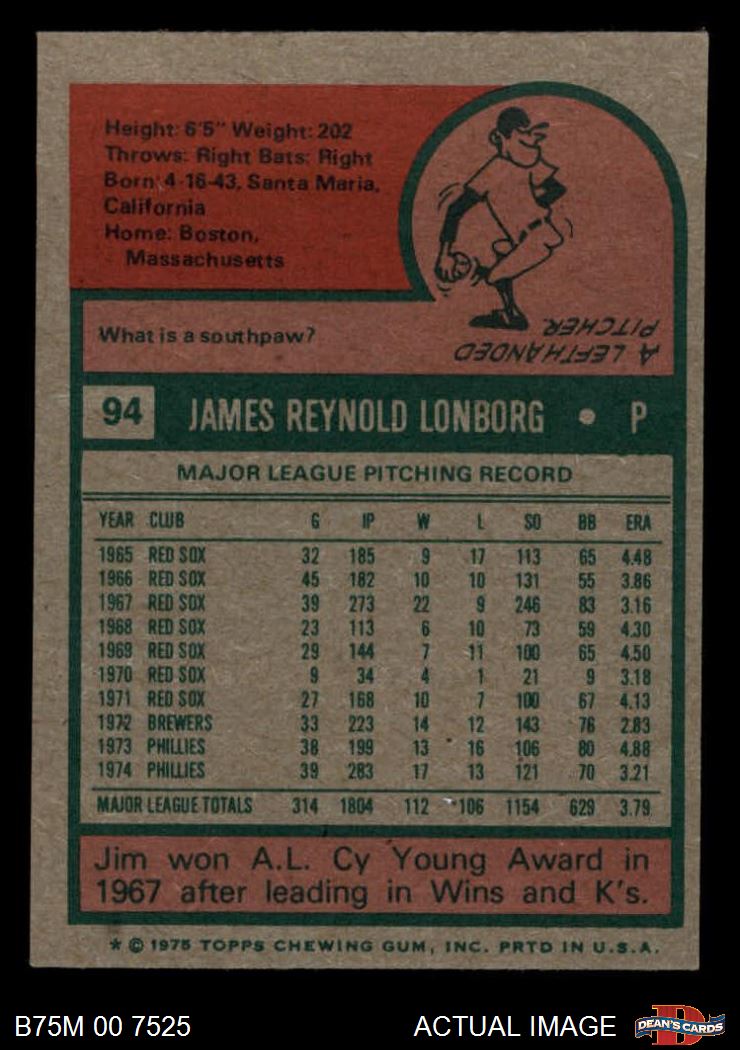 Height: 6'5" Weight: 202
Throws: Right Bats: Right
Born: 4-16-43, Santa Maria,
California
Home: Boston,
Massachusetts
What is a southpaw?
A LEFTHANDED
PITCHER.
94 JAMES REYNOLD LONBORG • P
MAJOR LEAGUE PITCHING RECORD
YEAR CLUB G IP W L SO BB ERA
1965 RED SOX 32 185 9 17 113 65 4.48
1966 RED SOX 45 182 10 10 131 55 3.86
1967 RED SOX 39 273 22 9 246 83 3.16
1968 RED SOX 23 113 6 10 73 59 4.30
1969 RED SOX 29 144 7 11 100 65 4.50
1970 RED SOX 9 34 4 1 21 9 3.18
1971 RED SOX 27 168 10 7 100 67 4.13
1972 BREWERS 33 223 14 12 143 76 2.83
1973 PHILLIES 38 199 13 16 106 80 4.88
1974 PHILLIES 39 283 17 13 121 70 3.21
MAJOR LEAGUE TOTALS 314 1804 112 106 1154 629 3.79
Jim won A.L. Cy Young Award in
1967 after leading in Wins and K's.
* © 1975 TOPPS CHEWING GUM, INC. PRTD IN U.S.A.
B75M 00 7525 ACTUAL IMAGE DEAN'S CARDS